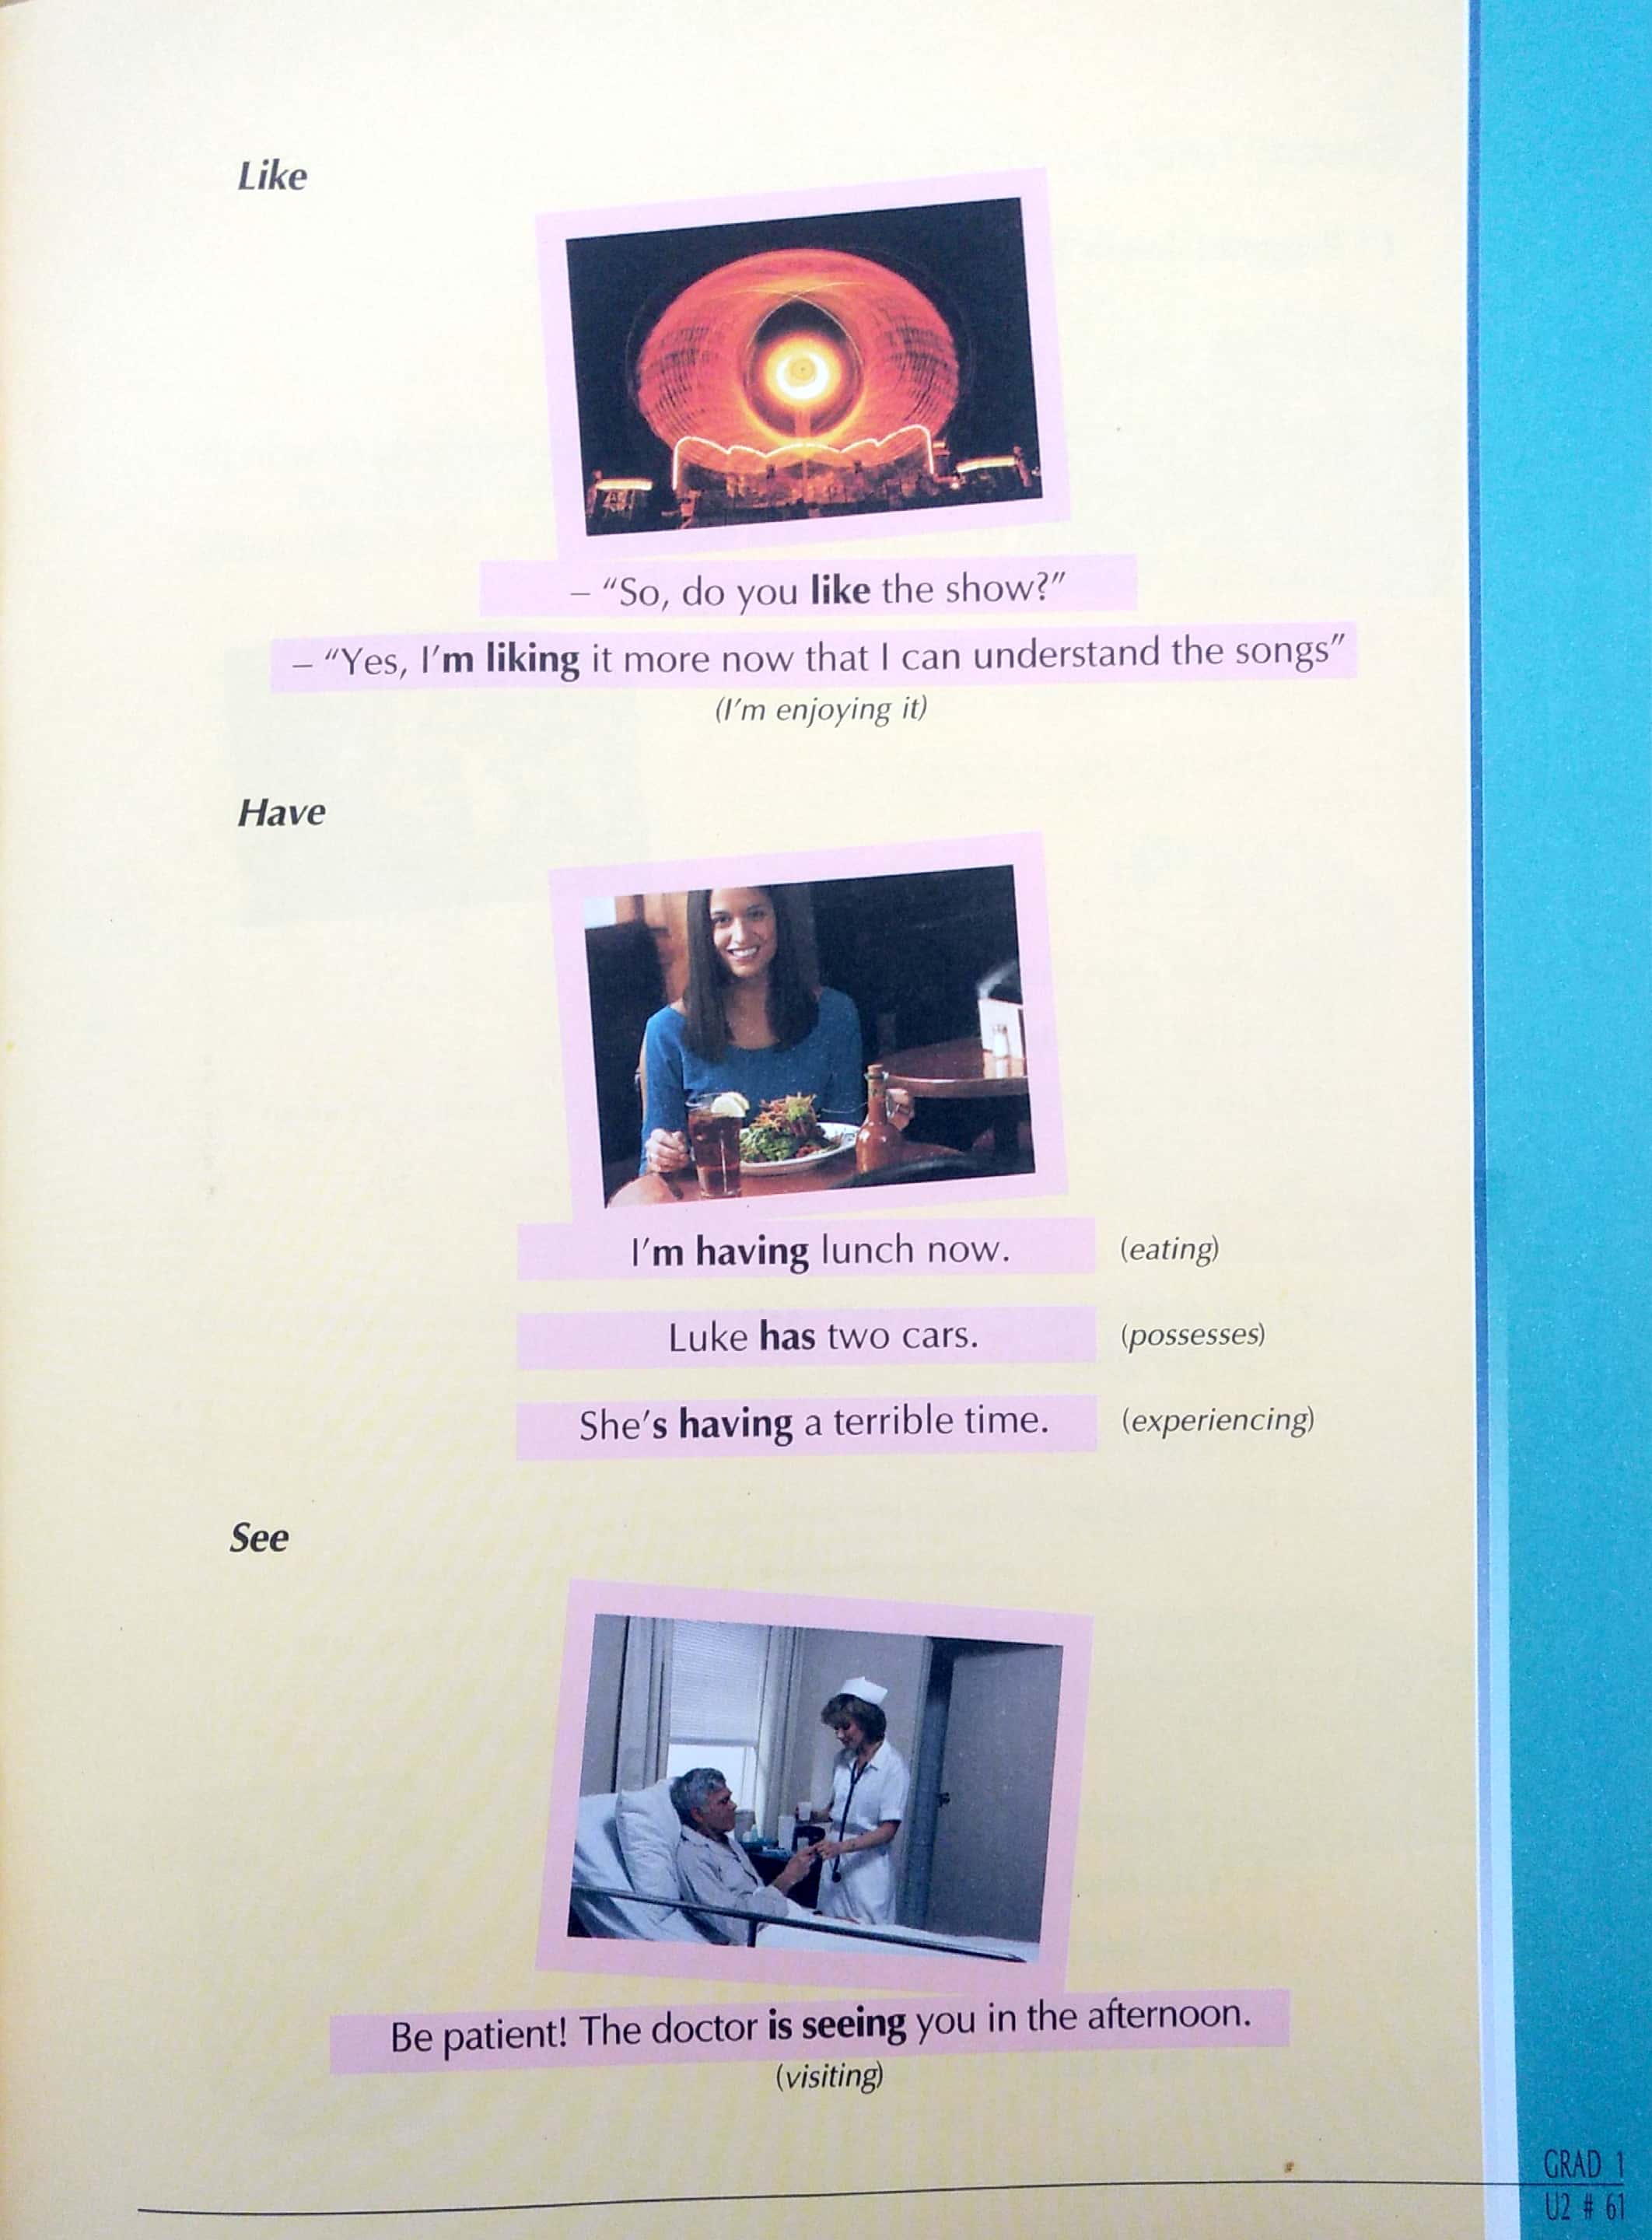 Like
– “So, do you like the show?”
– “Yes, I’m liking it more now that I can understand the songs”
(I’m enjoying it)
Have
I’m having lunch now. (eating)
Luke has two cars. (possesses)
She’s having a terrible time. (experiencing)
See
Be patient! The doctor is seeing you in the afternoon.
(visiting)
GRAD 1
U2 # 61